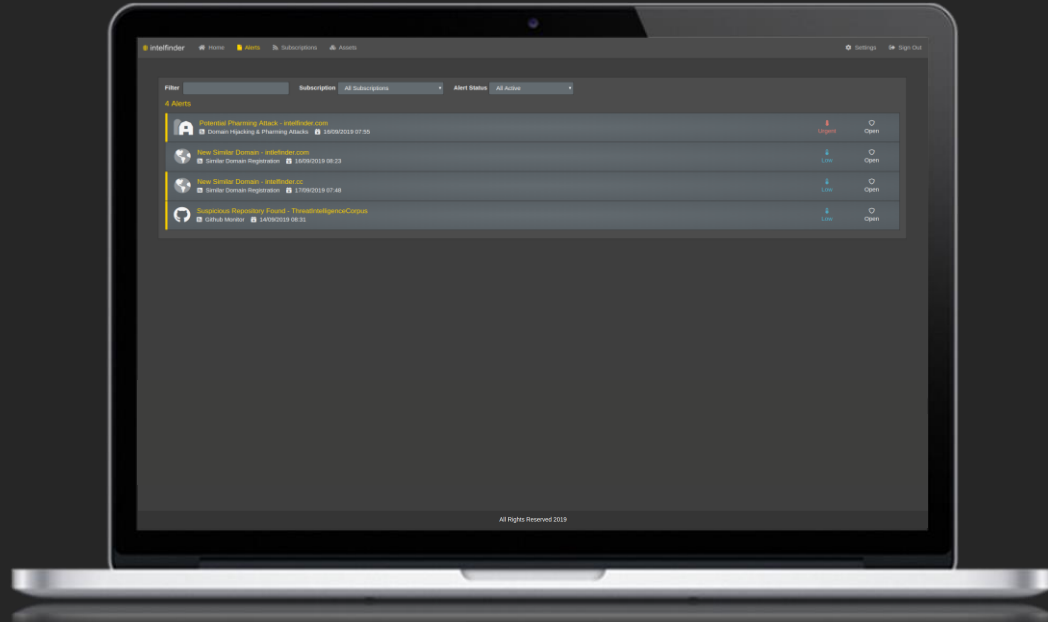 intelfinder Home Alerts Subscriptions Assets Settings Sign Out
Filter Subscription All Subscriptions Alert Status All Active
4 Alerts
Potential Pharming Attack - intelfinder.com
Domain Hijacking & Pharming Attacks 16/09/2019 07:55
Urgent Open
New Similar Domain - intlefinder.com
Similar Domain Registration 16/09/2019 08:23
Low Open
New Similar Domain - intelfinder.cc
Similar Domain Registration 17/09/2019 07:48
Low Open
Suspicious Repository Found - ThreatIntelligenceCorpus
Github Monitor 14/09/2019 08:31
Low Open
All Rights Reserved 2019